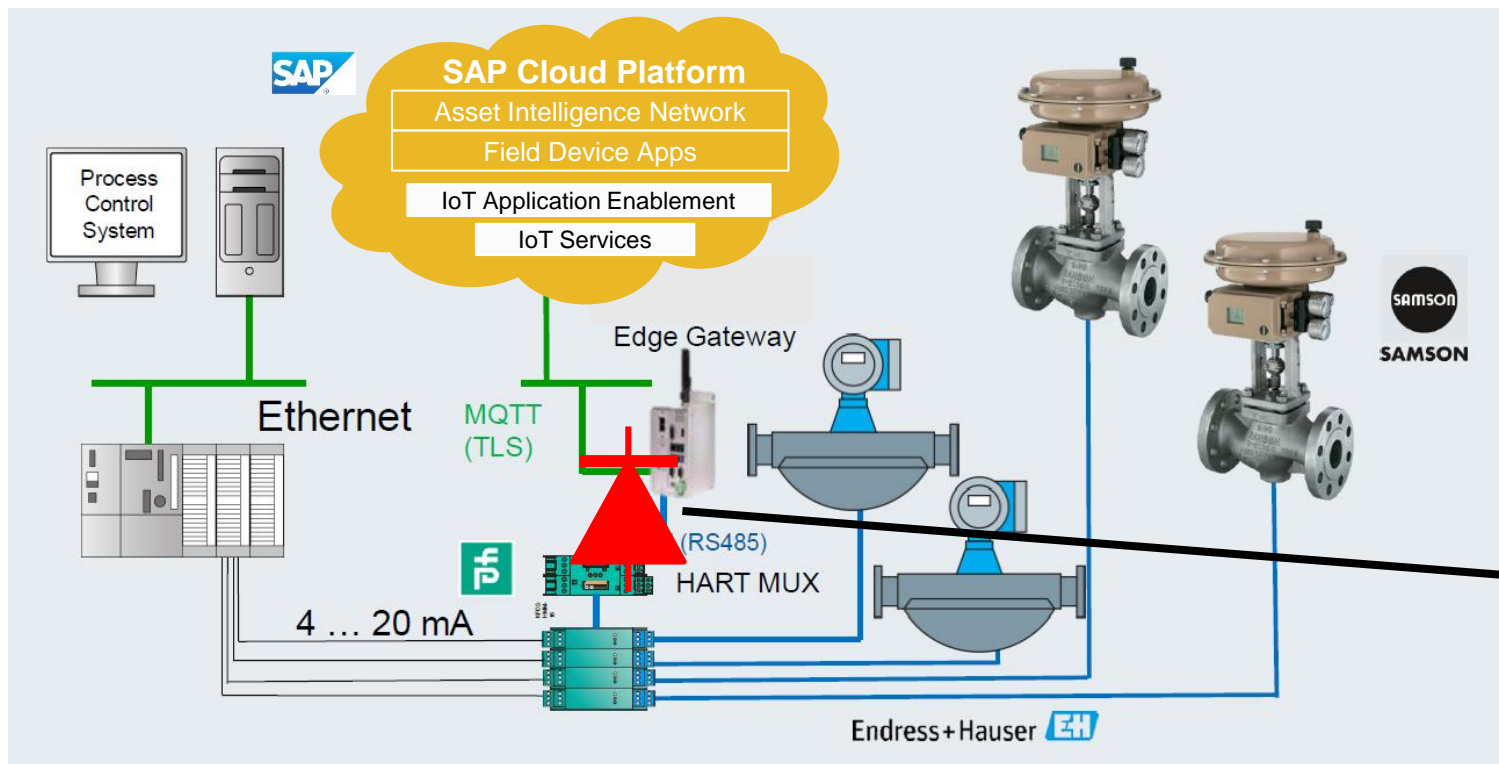 SAP
SAP Cloud Platform
Asset Intelligence Network
Field Device Apps
IoT Application Enablement
IoT Services
Process
Control
System
Edge Gateway
Ethernet
MQTT
(TLS)
(RS485)
HART MUX
4 … 20 mA
SAMSON
SAMSON
Endress+Hauser EH